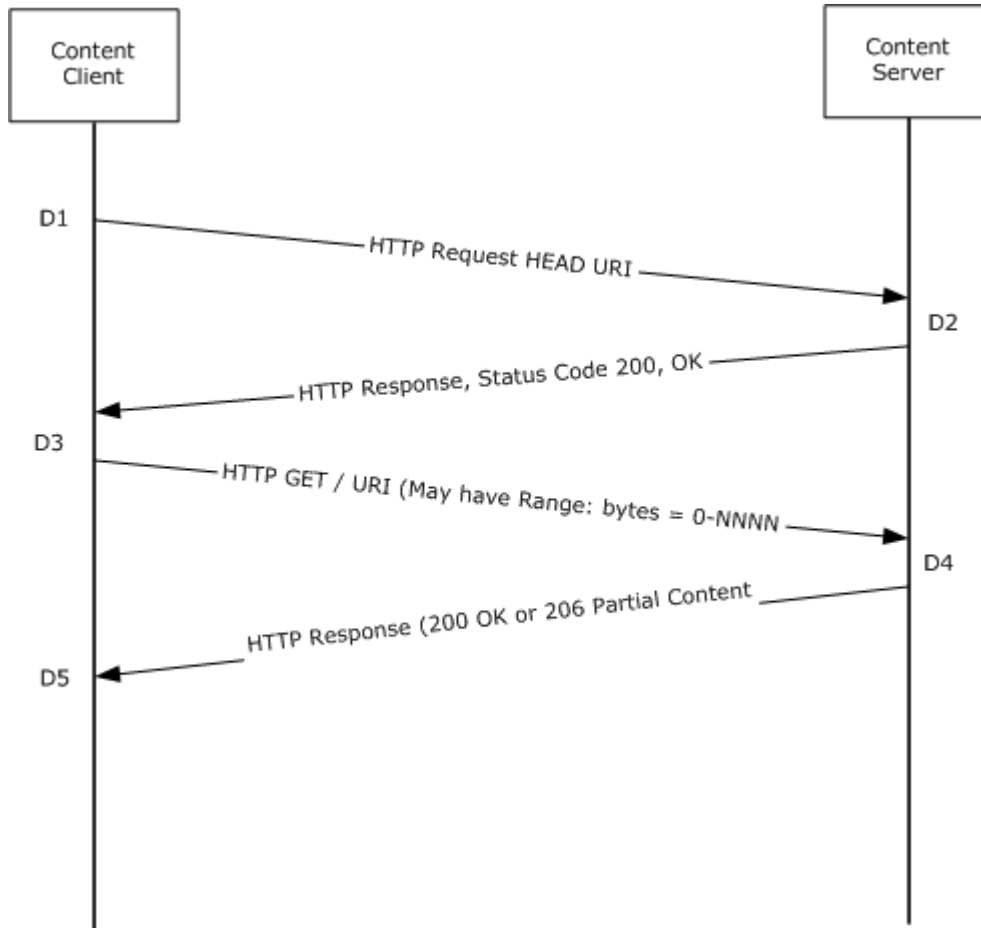 Content
Client
Content
Server
D1
HTTP Request HEAD URI
D2
HTTP Response, Status Code 200, OK
D3
HTTP GET / URI (May have Range: bytes = 0-NNNN
D4
HTTP Response (200 OK or 206 Partial Content
D5